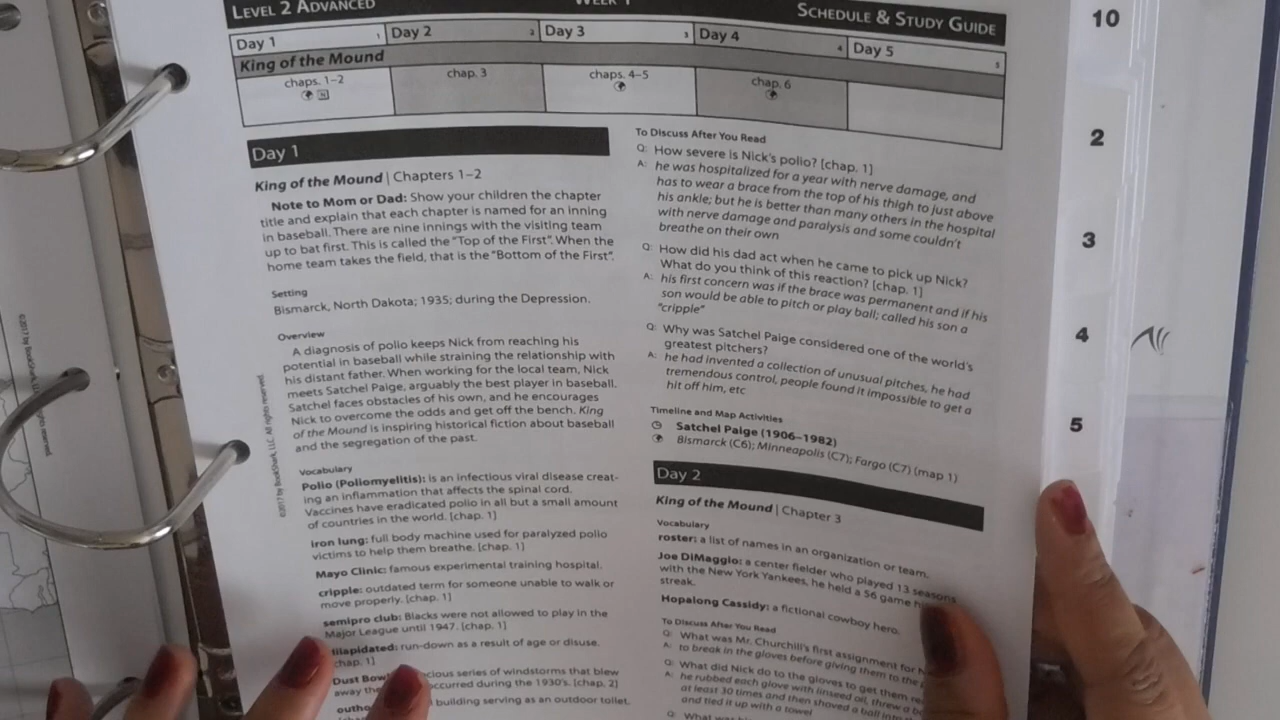 LEVEL 2 ADVANCED
WEEK 1
SCHEDULE & STUDY GUIDE
Day 1 1
Day 2 2
Day 3 3
Day 4 4
Day 5 5
King of the Mound
chaps. 1–2
chap. 3
chaps. 4–5
chap. 6
N
Day 1
King of the Mound | Chapters 1–2
Note to Mom or Dad: Show your children the chapter
title and explain that each chapter is named for an inning
in baseball. There are nine innings with the visiting team
up to bat first. This is called the "Top of the First". When the
home team takes the field, that is the "Bottom of the First".
Setting
Bismarck, North Dakota; 1935; during the Depression.
Overview
A diagnosis of polio keeps Nick from reaching his
potential in baseball while straining the relationship with
his distant father. When working for the local team, Nick
meets Satchel Paige, arguably the best player in baseball.
Satchel faces obstacles of his own, and he encourages
Nick to overcome the odds and get off the bench. King
of the Mound is inspiring historical fiction about baseball
and the segregation of the past.
Vocabulary
Polio (Poliomyelitis): is an infectious viral disease creat-
ing an inflammation that affects the spinal cord.
Vaccines have eradicated polio in all but a small amount
of countries in the world. [chap. 1]
iron lung: full body machine used for paralyzed polio
victims to help them breathe. [chap. 1]
Mayo Clinic: famous experimental training hospital.
cripple: outdated term for someone unable to walk or
move properly. [chap. 1]
semipro club: Blacks were not allowed to play in the
Major League until 1947. [chap. 1]
dilapidated: run-down as a result of age or disuse.
[chap. 1]
Dust Bowl: series of windstorms that blew
away the occurred during the 1930's. [chap. 2]
building serving as an outdoor toilet.
To Discuss After You Read
Q: How severe is Nick's polio? [chap. 1]
A: he was hospitalized for a year with nerve damage, and
has to wear a brace from the top of his thigh to just above
his ankle; but he is better than many others in the hospital
with nerve damage and paralysis and some couldn't
breathe on their own
Q: How did his dad act when he came to pick up Nick?
What do you think of this reaction? [chap. 1]
A: his first concern was if the brace was permanent and if his
son would be able to pitch or play ball; called his son a
"cripple"
Q: Why was Satchel Paige considered one of the world's
greatest pitchers?
A: he had invented a collection of unusual pitches, he had
tremendous control, people found it impossible to get a
hit off him, etc
Timeline and Map Activities
Satchel Paige (1906–1982)
Bismarck (C6); Minneapolis (C7); Fargo (C7) (map 1)
Day 2
King of the Mound | Chapter 3
Vocabulary
roster: a list of names in an organization or team.
Joe DiMaggio: a center fielder who played 13 seasons
with the New York Yankees, he held a 56 game
streak.
Hopalong Cassidy: a fictional cowboy hero.
To Discuss After You Read
Q: What was Mr. Churchill's first assignment for
A: to break in the gloves before giving them to the
Q: What did Nick do to the gloves to get them
A: he rubbed each glove with linseed oil, threw a
at least 30 times and then shoved a ball into
and tied it up with a towel
Q: What was
©2017 by BookShark, LLC. All rights reserved.
10
2
3
4
5